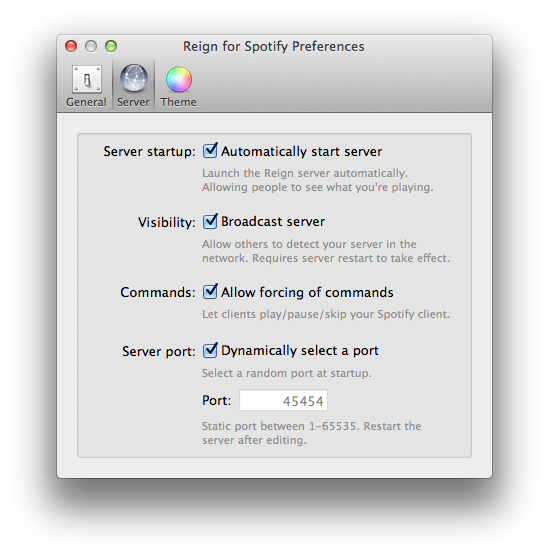 Reign for Spotify Preferences
General Server Theme
Server startup: Automatically start server
Launch the Reign server automatically.
Allowing people to see what you're playing.
Visibility: Broadcast server
Allow others to detect your server in the
network. Requires server restart to take effect.
Commands: Allow forcing of commands
Let clients play/pause/skip your Spotify client.
Server port: Dynamically select a port
Select a random port at startup.
Port: 45454
Static port between 1-65535. Restart the
server after editing.